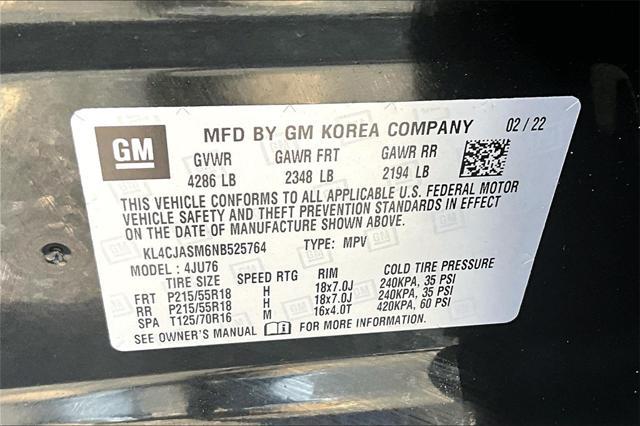 GM MFD BY GM KOREA COMPANY 02 / 22
GVWR GAWR FRT GAWR RR
4286 LB 2348 LB 2194 LB
THIS VEHICLE CONFORMS TO ALL APPLICABLE U.S. FEDERAL MOTOR
VEHICLE SAFETY AND THEFT PREVENTION STANDARDS IN EFFECT
ON THE DATE OF MANUFACTURE SHOWN ABOVE.
KL4CJASM6NB525764 TYPE: MPV
MODEL : 4JU76
TIRE SIZE SPEED RTG RIM COLD TIRE PRESSURE
FRT P215/55R18 H 18x7.0J 240KPA, 35 PSI
RR P215/55R18 H 18x7.0J 240KPA, 35 PSI
SPA T125/70R16 M 16x4.0T 420KPA, 60 PSI
SEE OWNER'S MANUAL FOR MORE INFORMATION.